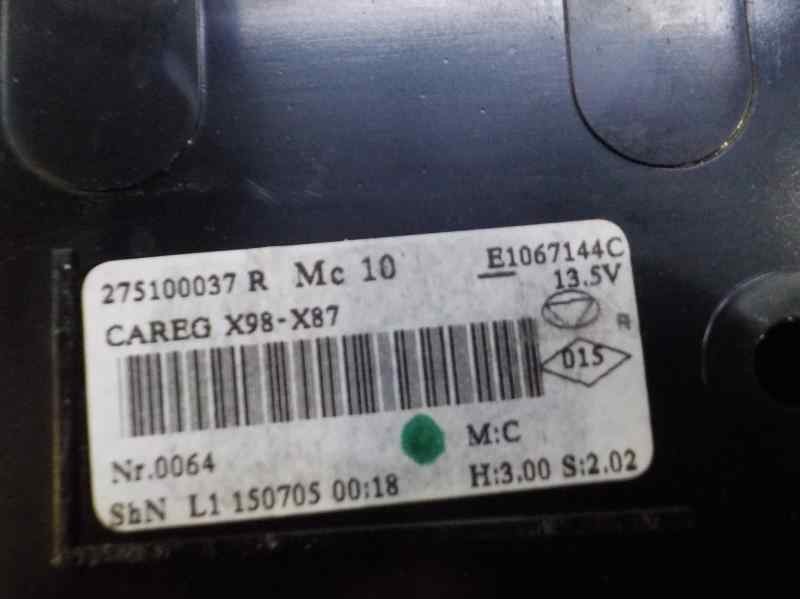 275100037 R Mc 10 E1067144C
13.5V
CAREG X98-X87
R
015
M:C
Nr.0064
H:3.00 S:2.02
ShN L1 150705 00:18